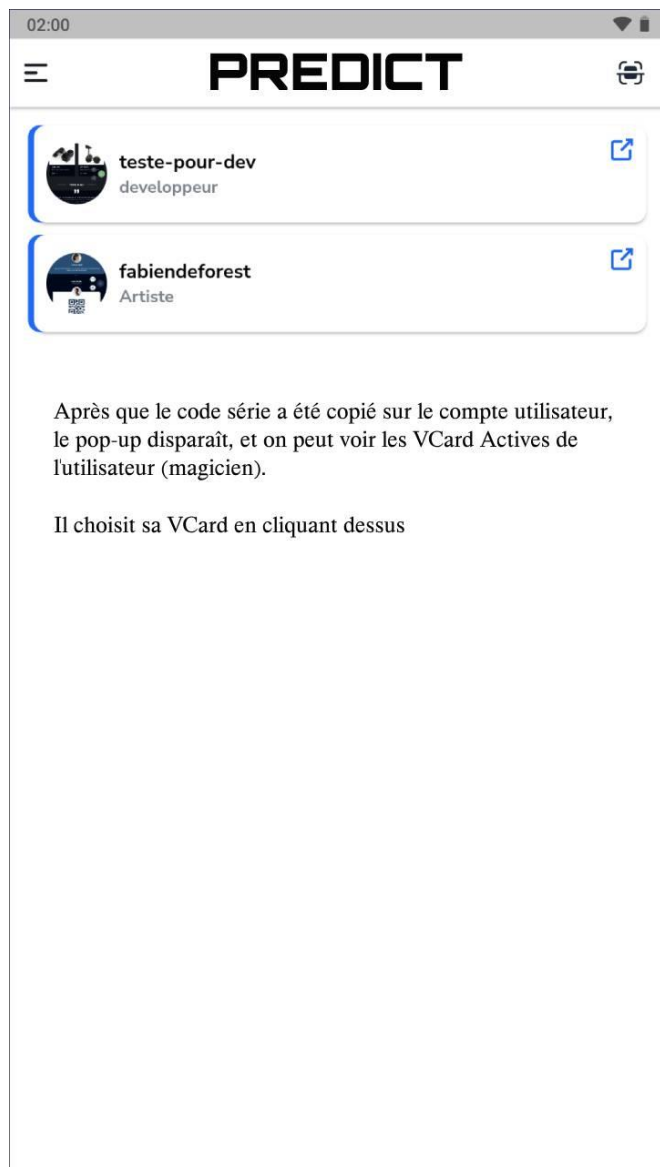 02:00
PREDICT
teste-pour-dev
developpeur
fabiendeforest
Artiste
Après que le code série a été copié sur le compte utilisateur,
le pop-up disparaît, et on peut voir les VCard Actives de
l'utilisateur (magicien).
Il choisit sa VCard en cliquant dessus